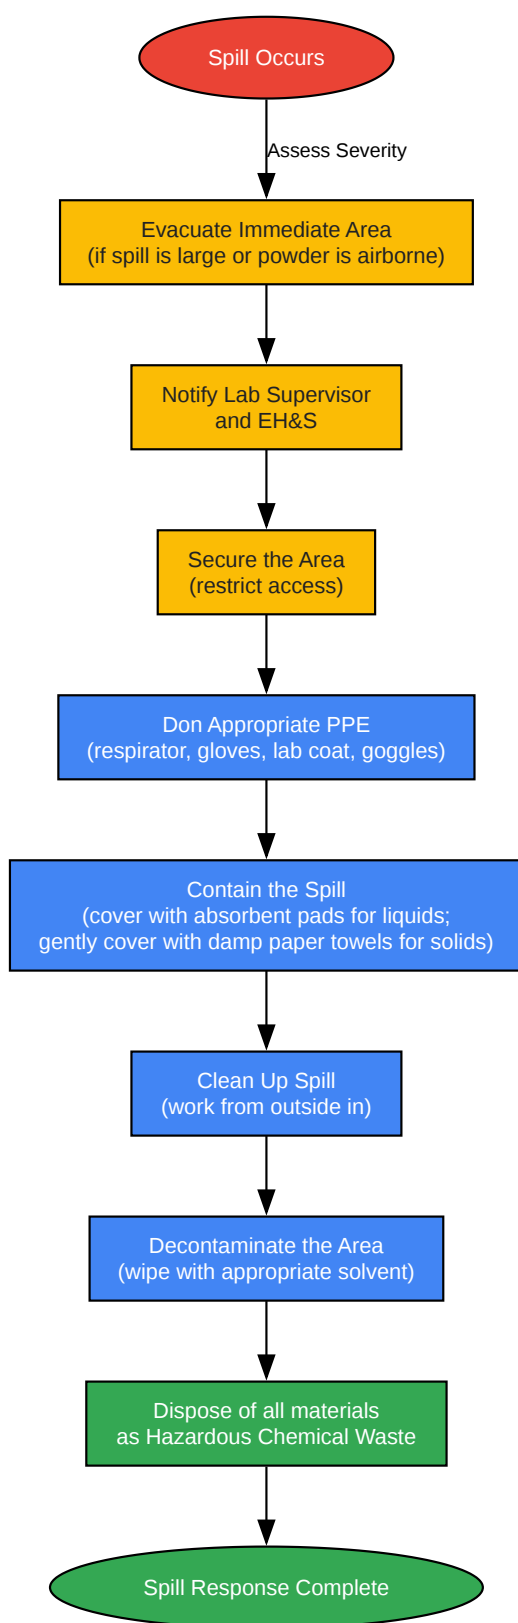 Spill Occurs
Assess Severity
Evacuate Immediate Area
(if spill is large or powder is airborne)
Notify Lab Supervisor
and EH&S
Secure the Area
(restrict access)
Don Appropriate PPE
(respirator, gloves, lab coat, goggles)
Contain the Spill
(cover with absorbent pads for liquids;
gently cover with damp paper towels for solids)
Clean Up Spill
(work from outside in)
Decontaminate the Area
(wipe with appropriate solvent)
Dispose of all materials
as Hazardous Chemical Waste
Spill Response Complete